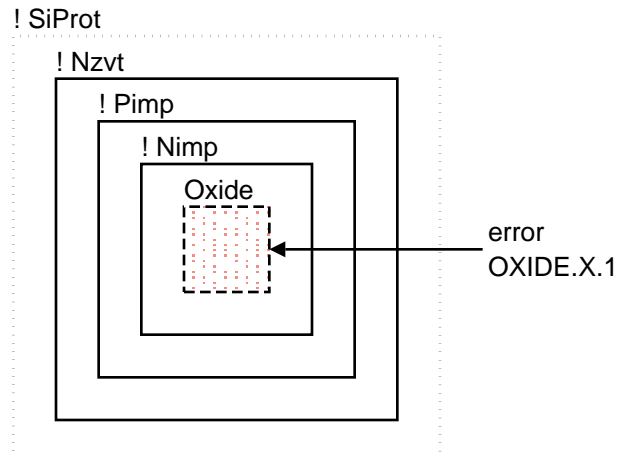 ! SiProt
! Nzvt
! Pimp
! Nimp
Oxide
error
OXIDE.X.1